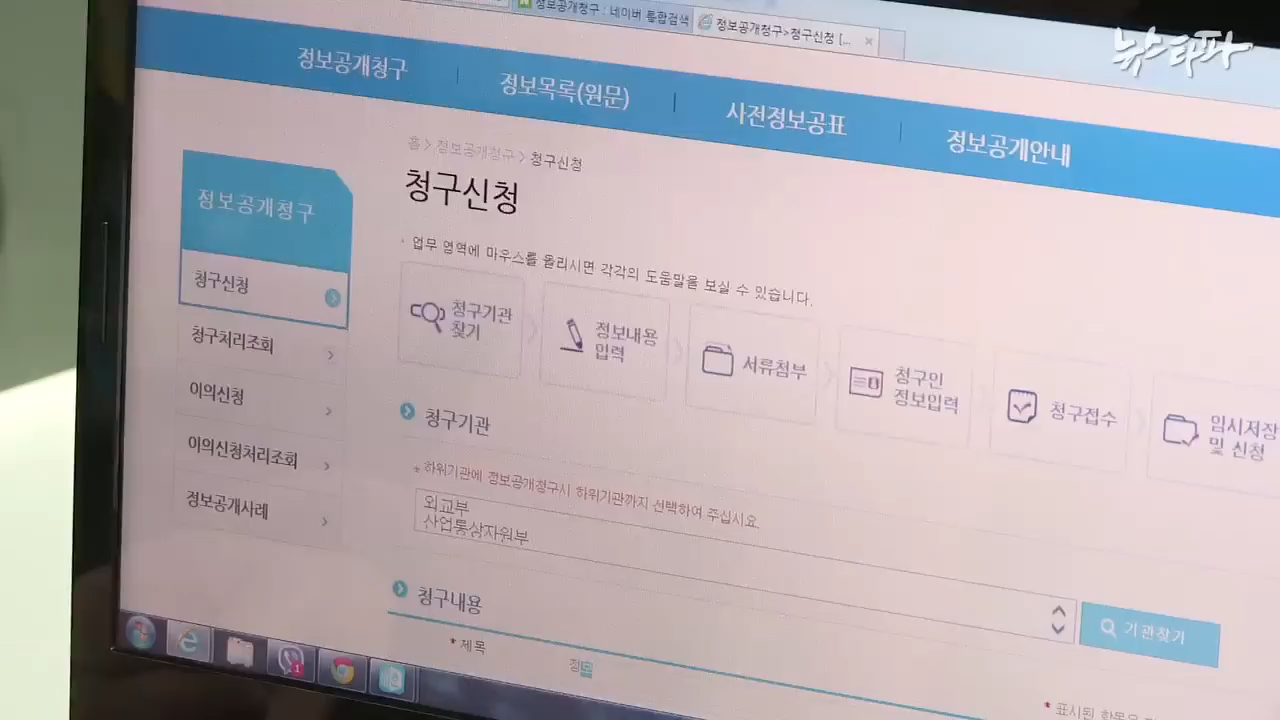 정보공개청구 : 네이버 통합검색
정보공개청구>청구신청 [...
뉴스타파
정보공개청구
정보목록(원문)
사전정보공표
정보공개안내
홈 > 정보공개청구 > 청구신청
청구신청
정보공개청구
청구신청
청구처리조회
이의신청
이의신청처리조회
정보공개사례
업무 영역에 마우스를 올리시면 각각의 도움말을 보실 수 있습니다.
청구기관
찾기
정보내용
입력
서류첨부
청구인
정보입력
청구접수
임시저장
및 신청
청구기관
* 하위기관에 정보공개청구시 하위기관까지 선택하여 주십시요.
외교부
산업통상자원부
기관찾기
청구내용
* 제목
정보
* 표시된 항목은
1